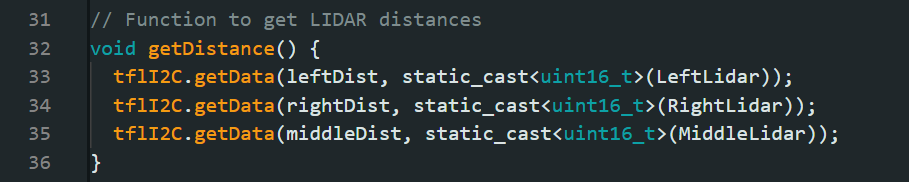 31 // Function to get LIDAR distances
32 void getDistance() {
33   tflI2C.getData(leftDist, static_cast<uint16_t>(LeftLidar));
34   tflI2C.getData(rightDist, static_cast<uint16_t>(RightLidar));
35   tflI2C.getData(middleDist, static_cast<uint16_t>(MiddleLidar));
36 }